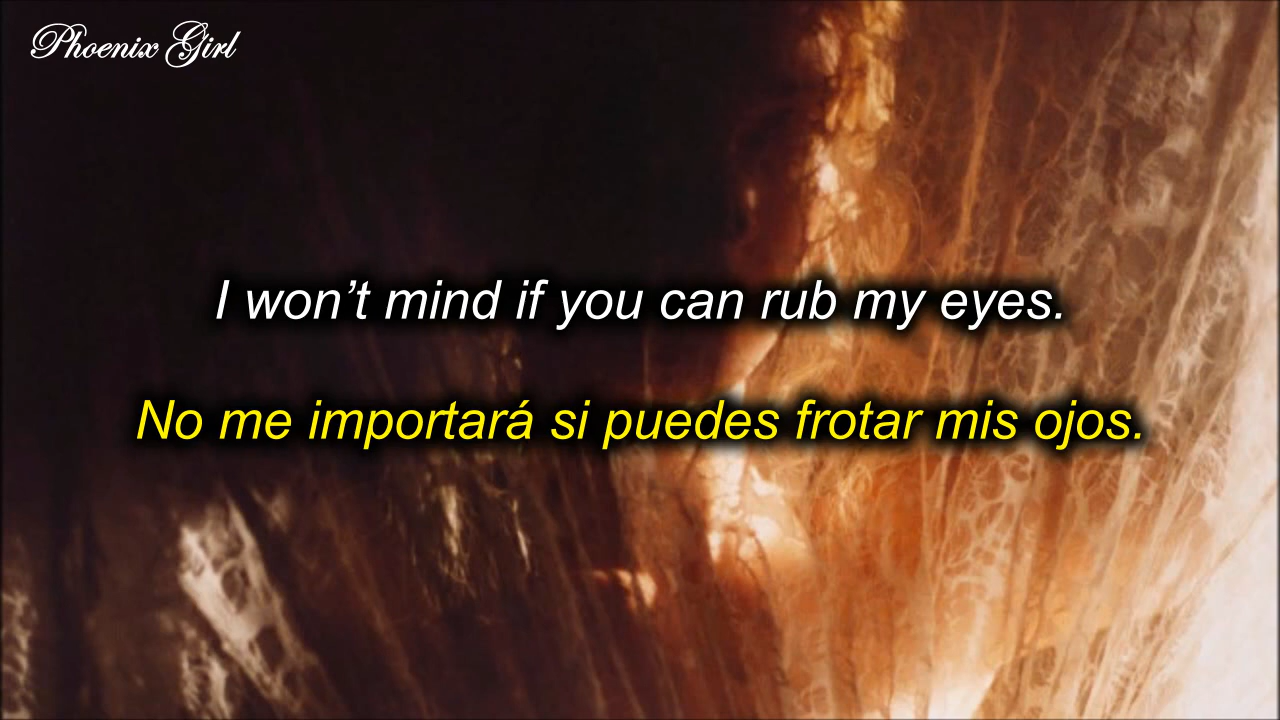 Phoenix Girl
I won’t mind if you can rub my eyes.
No me importará si puedes frotar mis ojos.